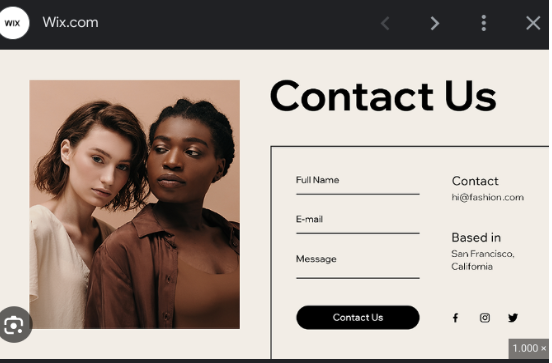 WIX
Wix.com
Contact Us
Full Name
E-mail
Message
Contact Us
Contact
hi@fashion.com
Based in
San Francisco,
California
1.000 ×